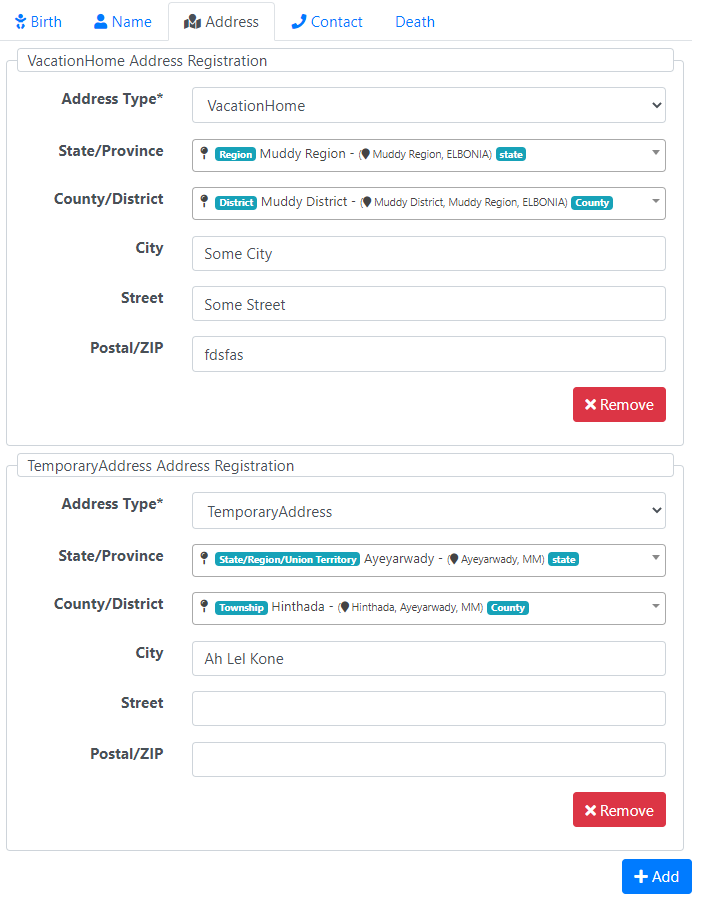 Birth Name Address Contact Death
VacationHome Address Registration
Address Type* VacationHome
State/Province Region Muddy Region - (Muddy Region, ELBONIA) state
County/District District Muddy District - (Muddy District, Muddy Region, ELBONIA) County
City Some City
Street Some Street
Postal/ZIP fdsfas
Remove
TemporaryAddress Address Registration
Address Type* TemporaryAddress
State/Province State/Region/Union Territory Ayeyarwady - (Ayeyarwady, MM) state
County/District Township Hinthada - (Hinthada, Ayeyarwady, MM) County
City Ah Lel Kone
Street
Postal/ZIP
Remove
Add